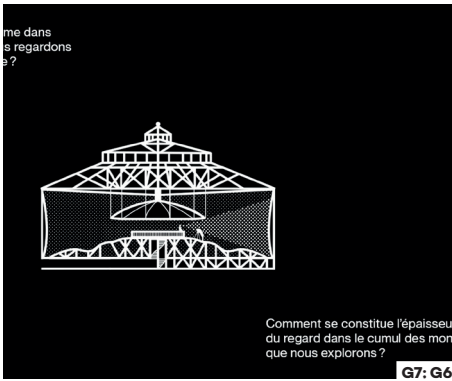 me dans
s regardons
e ?
Comment se constitue l'épaisseu
du regard dans le cumul des mon
que nous explorons ?
G7: G6